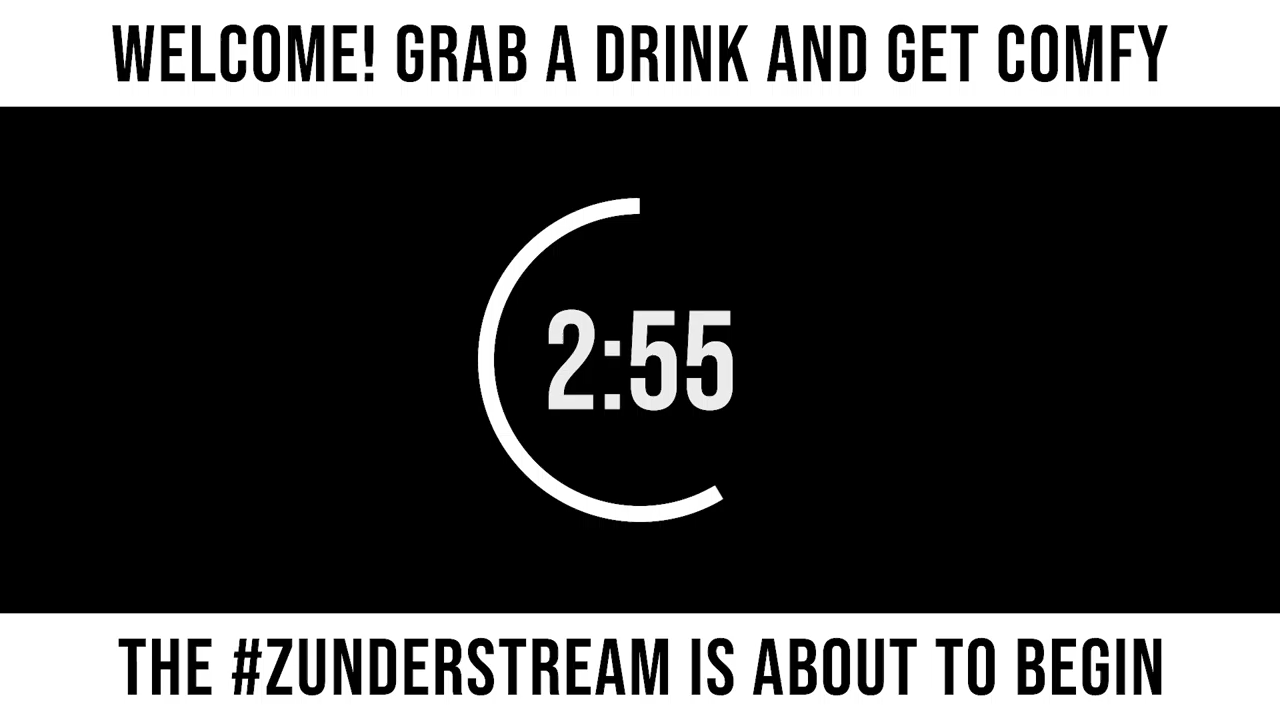 WELCOME! GRAB A DRINK AND GET COMFY
2:55
THE #ZUNDERSTREAM IS ABOUT TO BEGIN